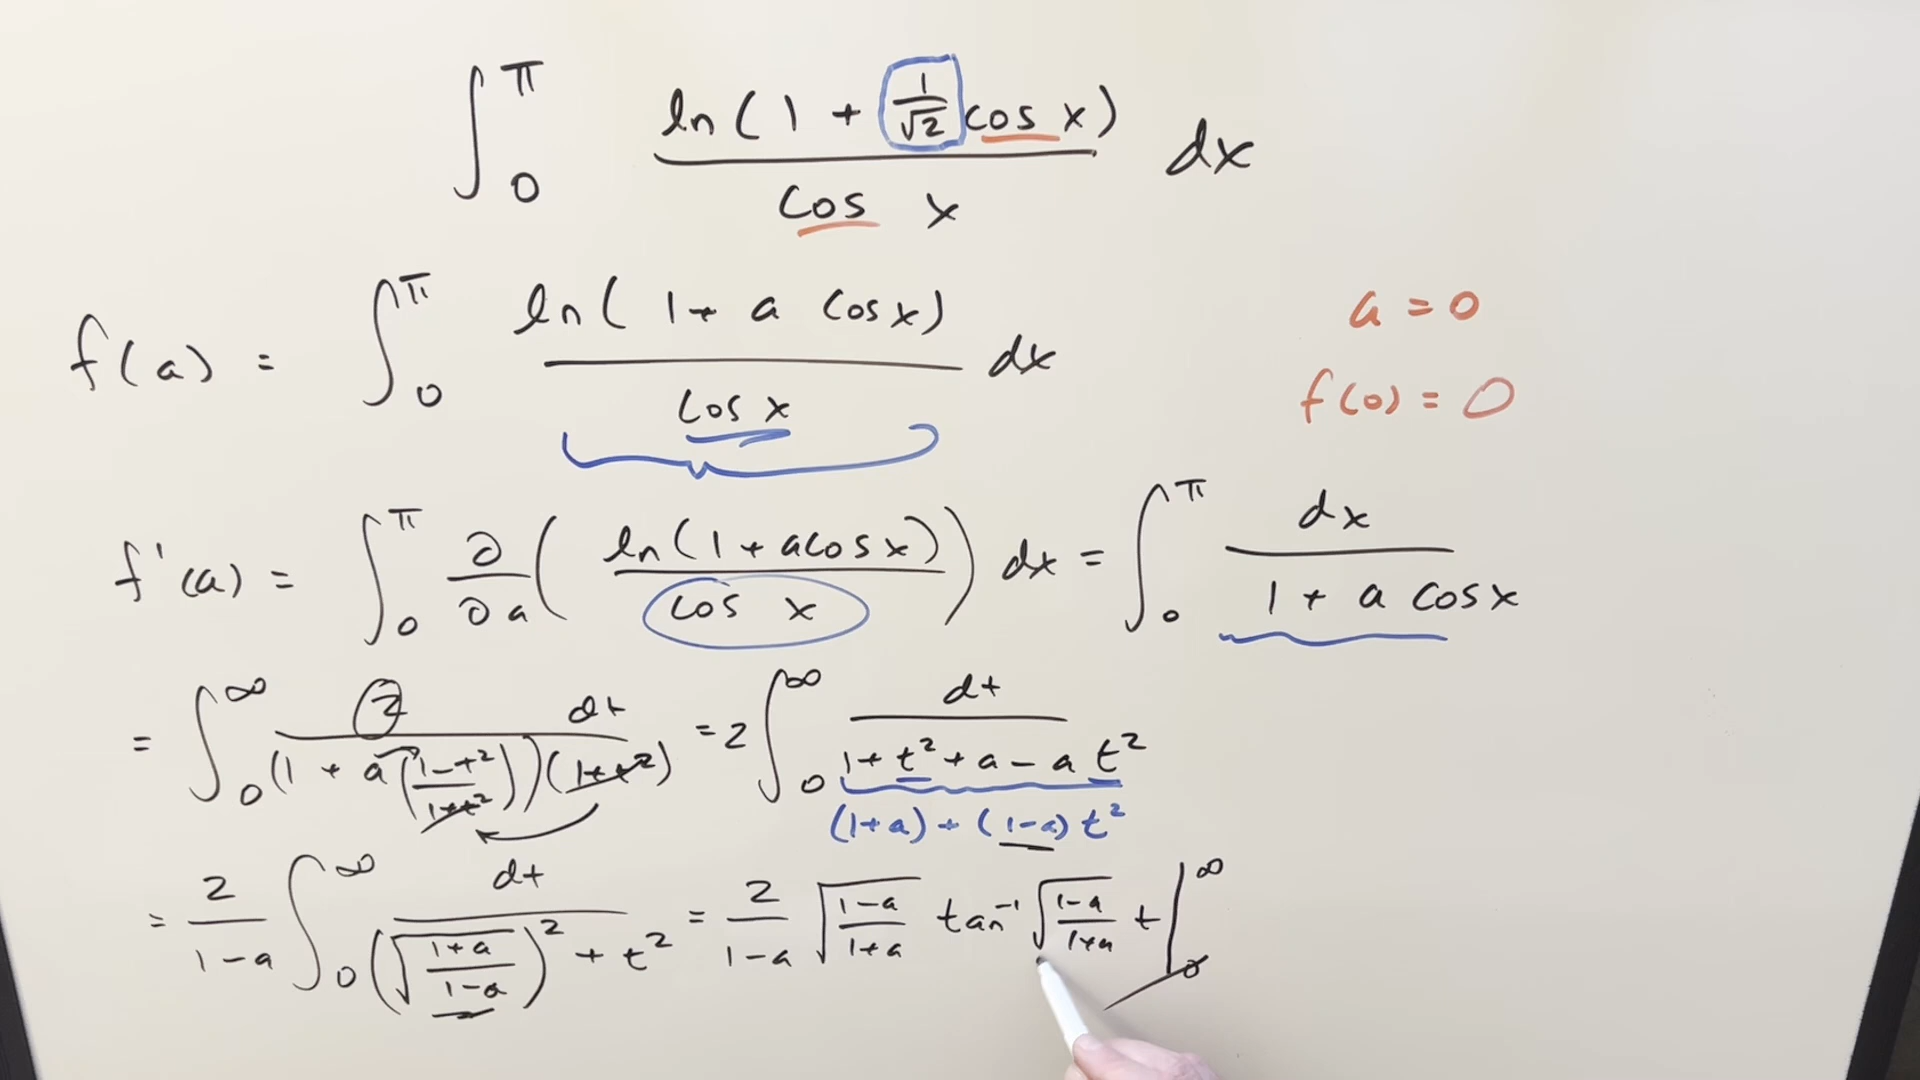 ∫₀^π ln(1 + 1/√2 cos x) / cos x dx
f(a) = ∫₀^π ln(1 + a cos x) / cos x dx
a = 0
f(0) = 0
f'(a) = ∫₀^π ∂/∂a ( ln(1 + a cos x) / cos x ) dx = ∫₀^π dx / (1 + a cos x)
= ∫₀^∞ 2 dt / ((1 + a((1-t²)/(1+t²)))(1+t²)) = 2 ∫₀^∞ dt / (1 + t² + a - a t²)
(1+a) + (1-a) t²
= 2/(1-a) ∫₀^∞ dt / ((√((1+a)/(1-a)))² + t²) = 2/(1-a) √((1-a)/(1+a)) tan⁻¹ √((1-a)/(1+a)) t |₀^∞